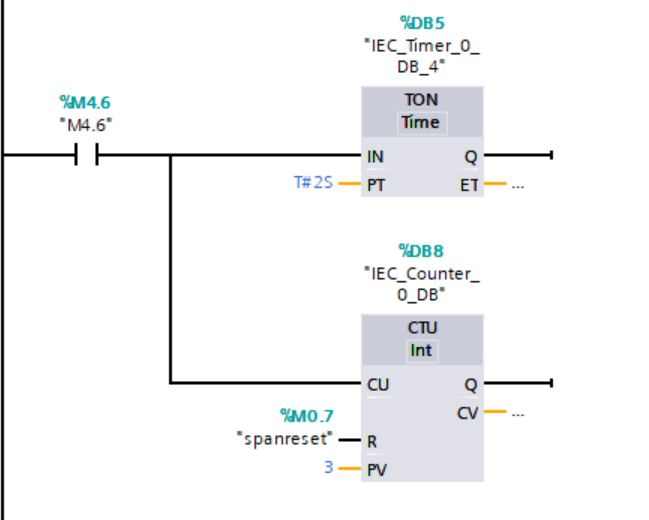 %DB5
"IEC_Timer_0_
DB_4"
%M4.6
"M4.6"
TON
Time
IN Q
T#2S PT ET ...
%DB8
"IEC_Counter_
0_DB"
CTU
Int
CU Q
CV ...
%M0.7
"spanreset" R
3 PV